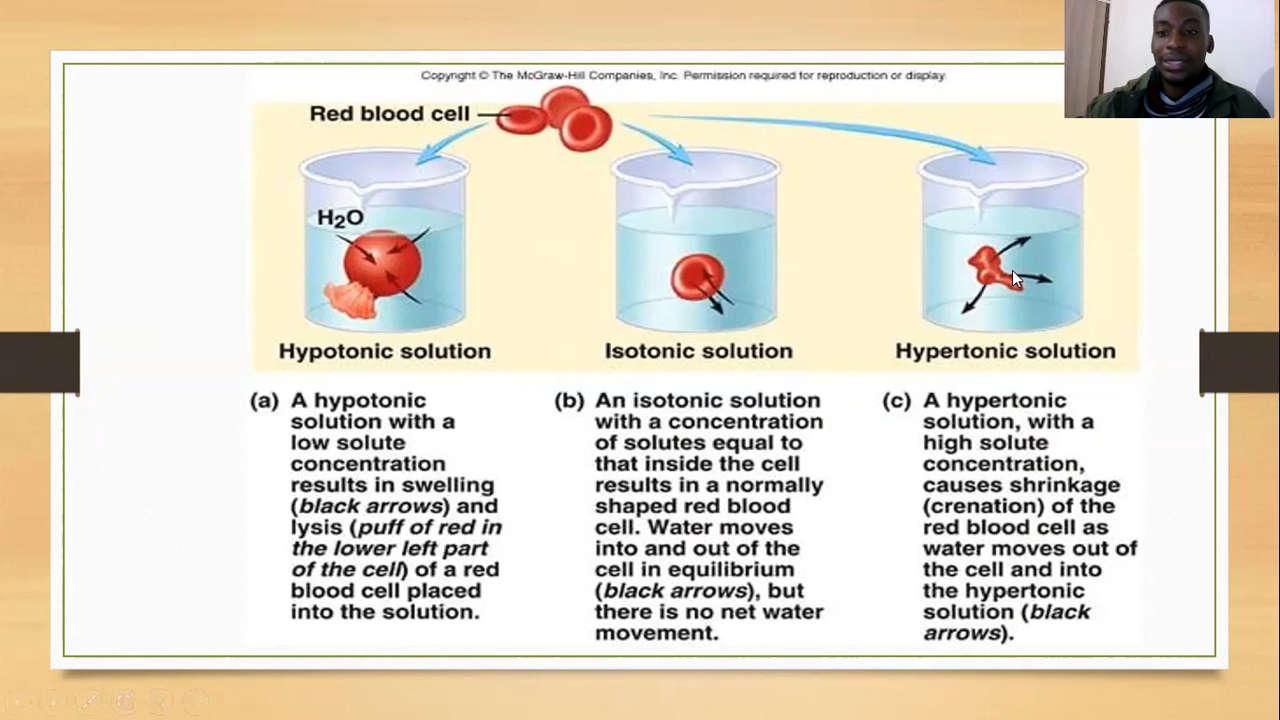 Copyright © The McGraw-Hill Companies, Inc. Permission required for reproduction or display.
Red blood cell
H₂O
Hypotonic solution
Isotonic solution
Hypertonic solution
(a) A hypotonic
solution with a
low solute
concentration
results in swelling
(black arrows) and
lysis (puff of red in
the lower left part
of the cell) of a red
blood cell placed
into the solution.
(b) An isotonic solution
with a concentration
of solutes equal to
that inside the cell
results in a normally
shaped red blood
cell. Water moves
into and out of the
cell in equilibrium
(black arrows), but
there is no net water
movement.
(c) A hypertonic
solution, with a
high solute
concentration,
causes shrinkage
(crenation) of the
red blood cell as
water moves out of
the cell and into
the hypertonic
solution (black
arrows).